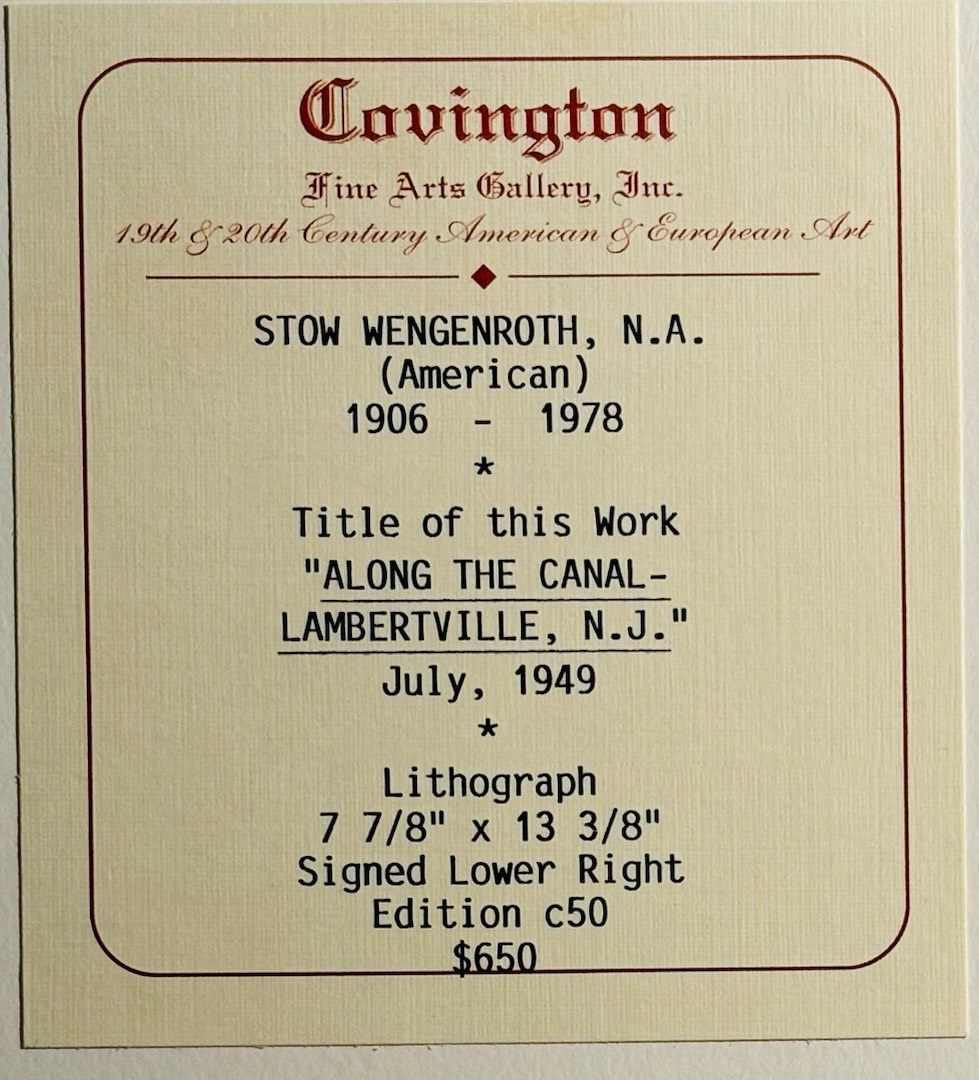 Covington
Fine Arts Gallery, Inc.
19th & 20th Century American & European Art
STOW WENGENROTH, N.A.
(American)
1906 - 1978
*
Title of this Work
"ALONG THE CANAL-
LAMBERTVILLE, N.J."
July, 1949
*
Lithograph
7 7/8" x 13 3/8"
Signed Lower Right
Edition c50
$650